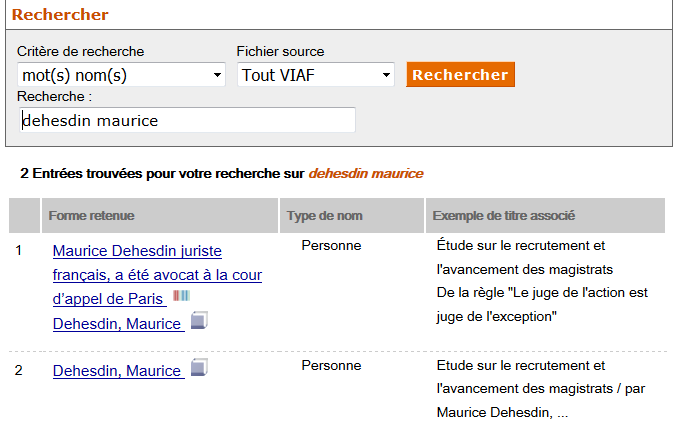 Rechercher
Critère de recherche
Fichier source
mot(s) nom(s)
Tout VIAF
Rechercher
Recherche :
dehesdin maurice
2 Entrées trouvées pour votre recherche sur dehesdin maurice
Forme retenue
Type de nom
Exemple de titre associé
1
Maurice Dehesdin juriste
français, a été avocat à la cour
d'appel de Paris
Dehesdin, Maurice
Personne
Étude sur le recrutement et
l'avancement des magistrats
De la règle "Le juge de l'action est
juge de l'exception"
2
Dehesdin, Maurice
Personne
Etude sur le recrutement et
l'avancement des magistrats / par
Maurice Dehesdin, ...